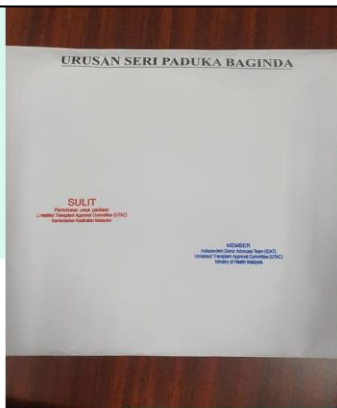 URUSAN SERI PADUKA BAGINDA
SULIT
Permohonan untuk penilaian
Unrelated Transplant Approval Committee (UTAC)
Kementerian Kesihatan Malaysia
MEMBER
Independent Donor Advocate Team (IDAT)
Unrelated Transplant Approval Committee (UTAC)
Ministry of Health Malaysia